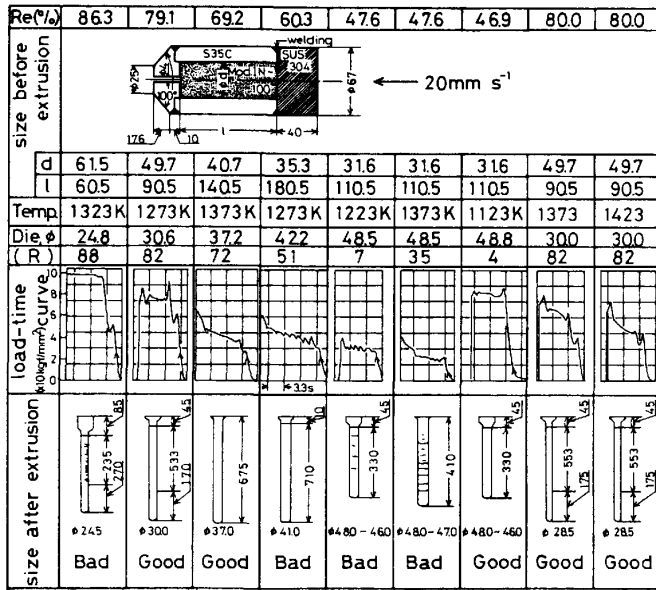 Re(%) 86.3 79.1 69.2 60.3 47.6 47.6 46.9 80.0 80.0
size before extrusion
welding
S35C
SUS 304
φd
Mod. IN-100
φ25
100°
φ67
20mm s⁻¹
17.6 10 l 40
d 61.5 49.7 40.7 35.3 31.6 31.6 31.6 49.7 49.7
l 60.5 90.5 140.5 180.5 110.5 110.5 110.5 90.5 90.5
Temp. 1323K 1273K 1373K 1273K 1223K 1373K 1123K 1373 1423
Die,φ 24.8 30.6 37.2 42.2 48.5 48.5 48.8 30.0 30.0
(R) 88 82 72 51 7 35 4 82 82
load-time curve
(x10kgf/mm²)
10
8
6
4
2
0
3.3s
size after extrusion
85 45 10 45 45 45 45
235 533 675 710 330 410 330 553 553
270 170 175 175
φ24.5 φ30.0 φ37.0 φ41.0 φ48.0~46.0 φ48.0~47.0 φ48.0~46.0 φ28.5 φ28.5
Bad Good Good Bad Bad Bad Good Good Good